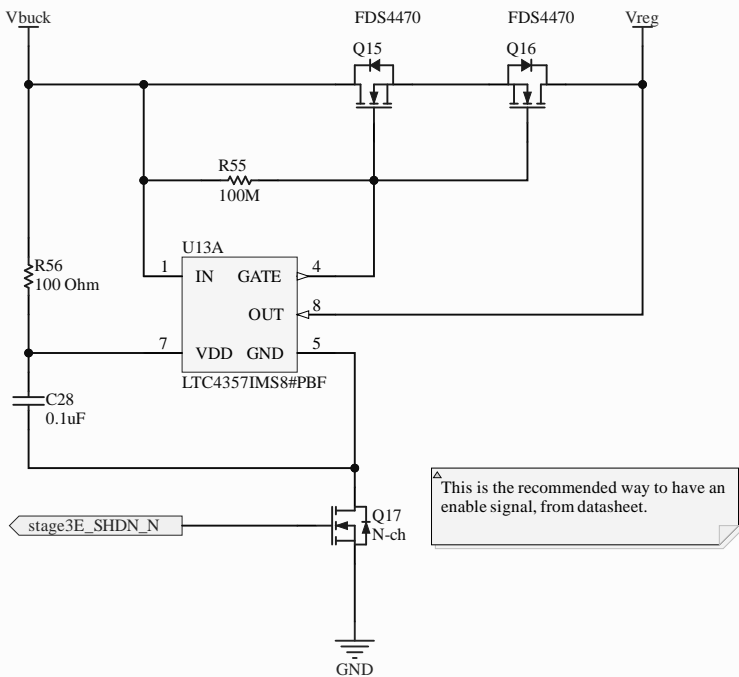 Vbuck
FDS4470
FDS4470
Vreg
Q15
Q16
R55
100M
U13A
1
IN
GATE
4
R56
100 Ohm
OUT
8
7
VDD
GND
5
LTC4357IMS8#PBF
C28
0.1uF
This is the recommended way to have an
enable signal, from datasheet.
stage3E_SHDN_N
Q17
N-ch
GND